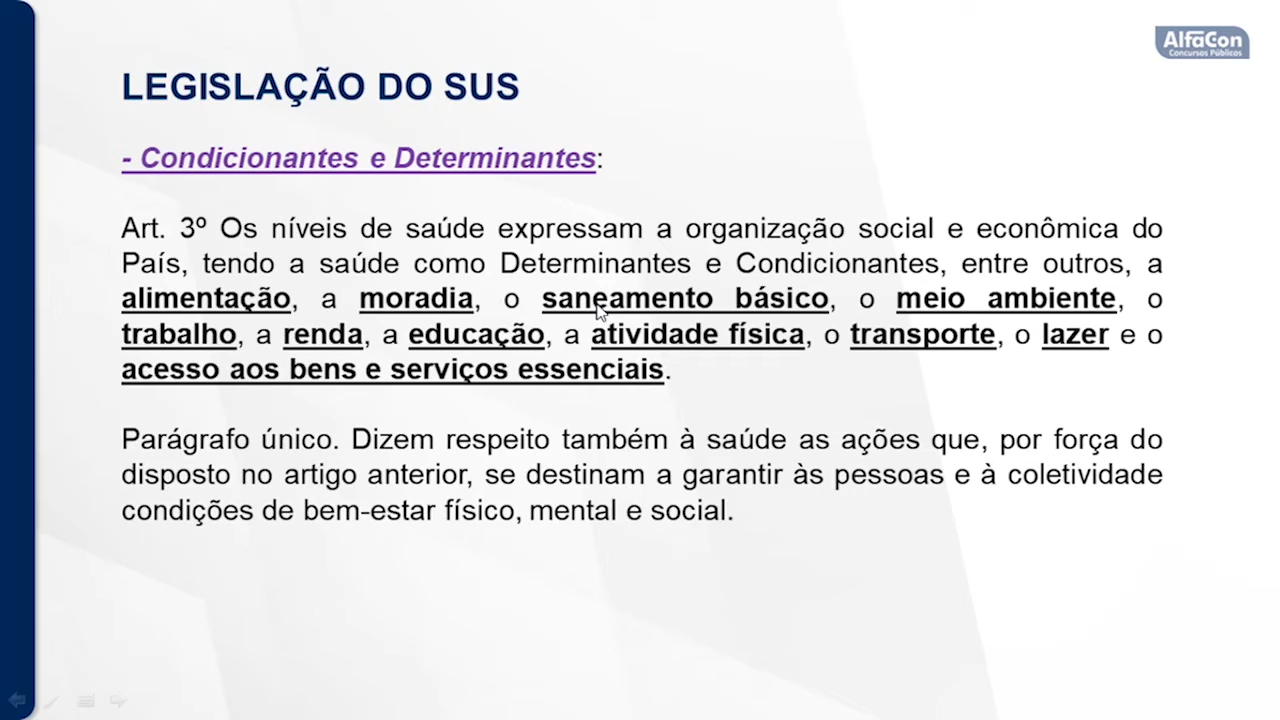 AlfaCon
Concursos Públicos
LEGISLAÇÃO DO SUS
- Condicionantes e Determinantes:
Art. 3º Os níveis de saúde expressam a organização social e econômica do
País, tendo a saúde como Determinantes e Condicionantes, entre outros, a
alimentação, a moradia, o saneamento básico, o meio ambiente, o
trabalho, a renda, a educação, a atividade física, o transporte, o lazer e o
acesso aos bens e serviços essenciais.
Parágrafo único. Dizem respeito também à saúde as ações que, por força do
disposto no artigo anterior, se destinam a garantir às pessoas e à coletividade
condições de bem-estar físico, mental e social.